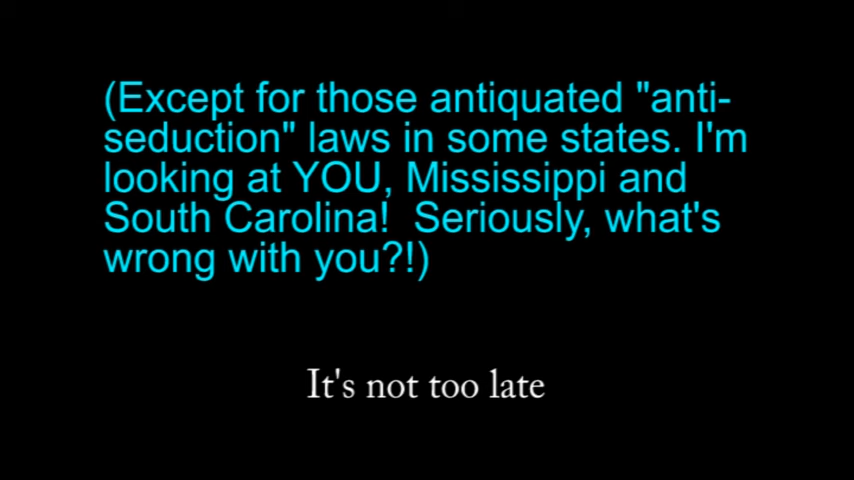 (Except for those antiquated "anti-
seduction" laws in some states. I'm
looking at YOU, Mississippi and
South Carolina!  Seriously, what's
wrong with you?!)
It's not too late